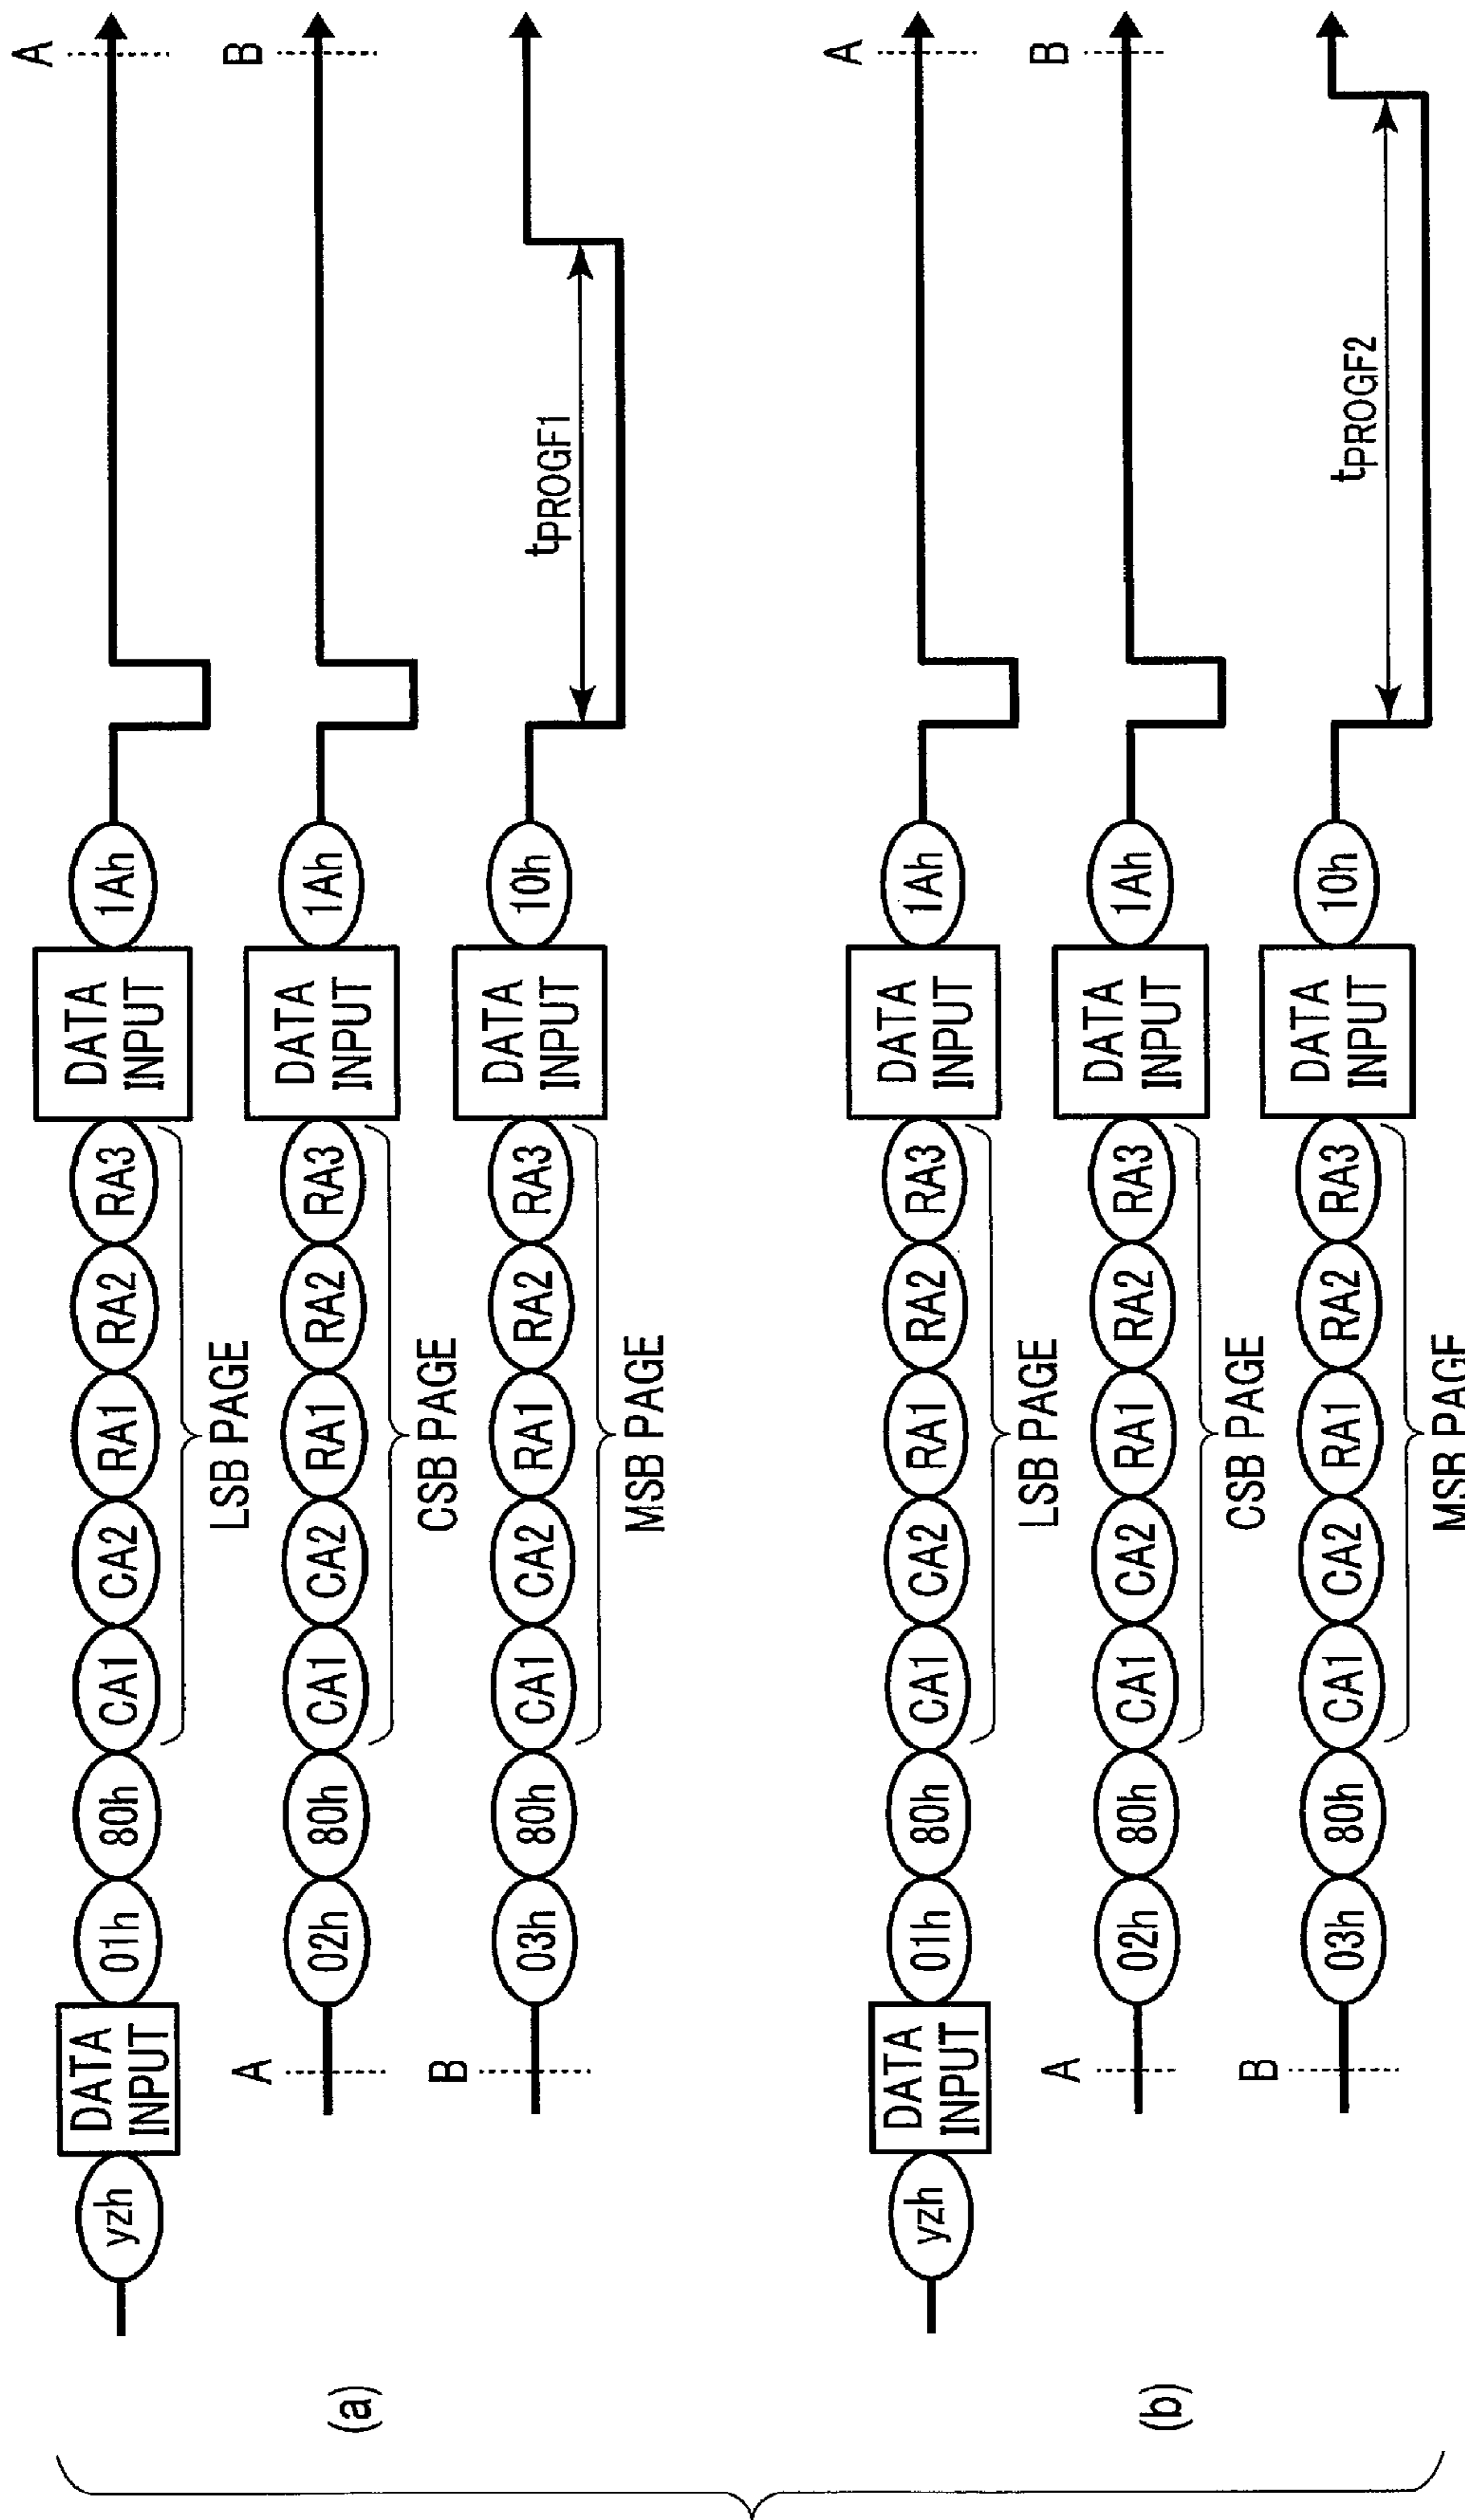 (a)
yzh DATA INPUT 01h 80h CA1 CA2 RA1 RA2 RA3 DATA INPUT 1Ah A
LSB PAGE
A 02h 80h CA1 CA2 RA1 RA2 RA3 DATA INPUT 1Ah B
CSB PAGE
B 03h 80h CA1 CA2 RA1 RA2 RA3 DATA INPUT 10h tPROGF1
MSB PAGE
(b)
yzh DATA INPUT 01h 80h CA1 CA2 RA1 RA2 RA3 DATA INPUT 1Ah A
LSB PAGE
A 02h 80h CA1 CA2 RA1 RA2 RA3 DATA INPUT 1Ah B
CSB PAGE
B 03h 80h CA1 CA2 RA1 RA2 RA3 DATA INPUT 10h tPROGF2
MSB PAGE